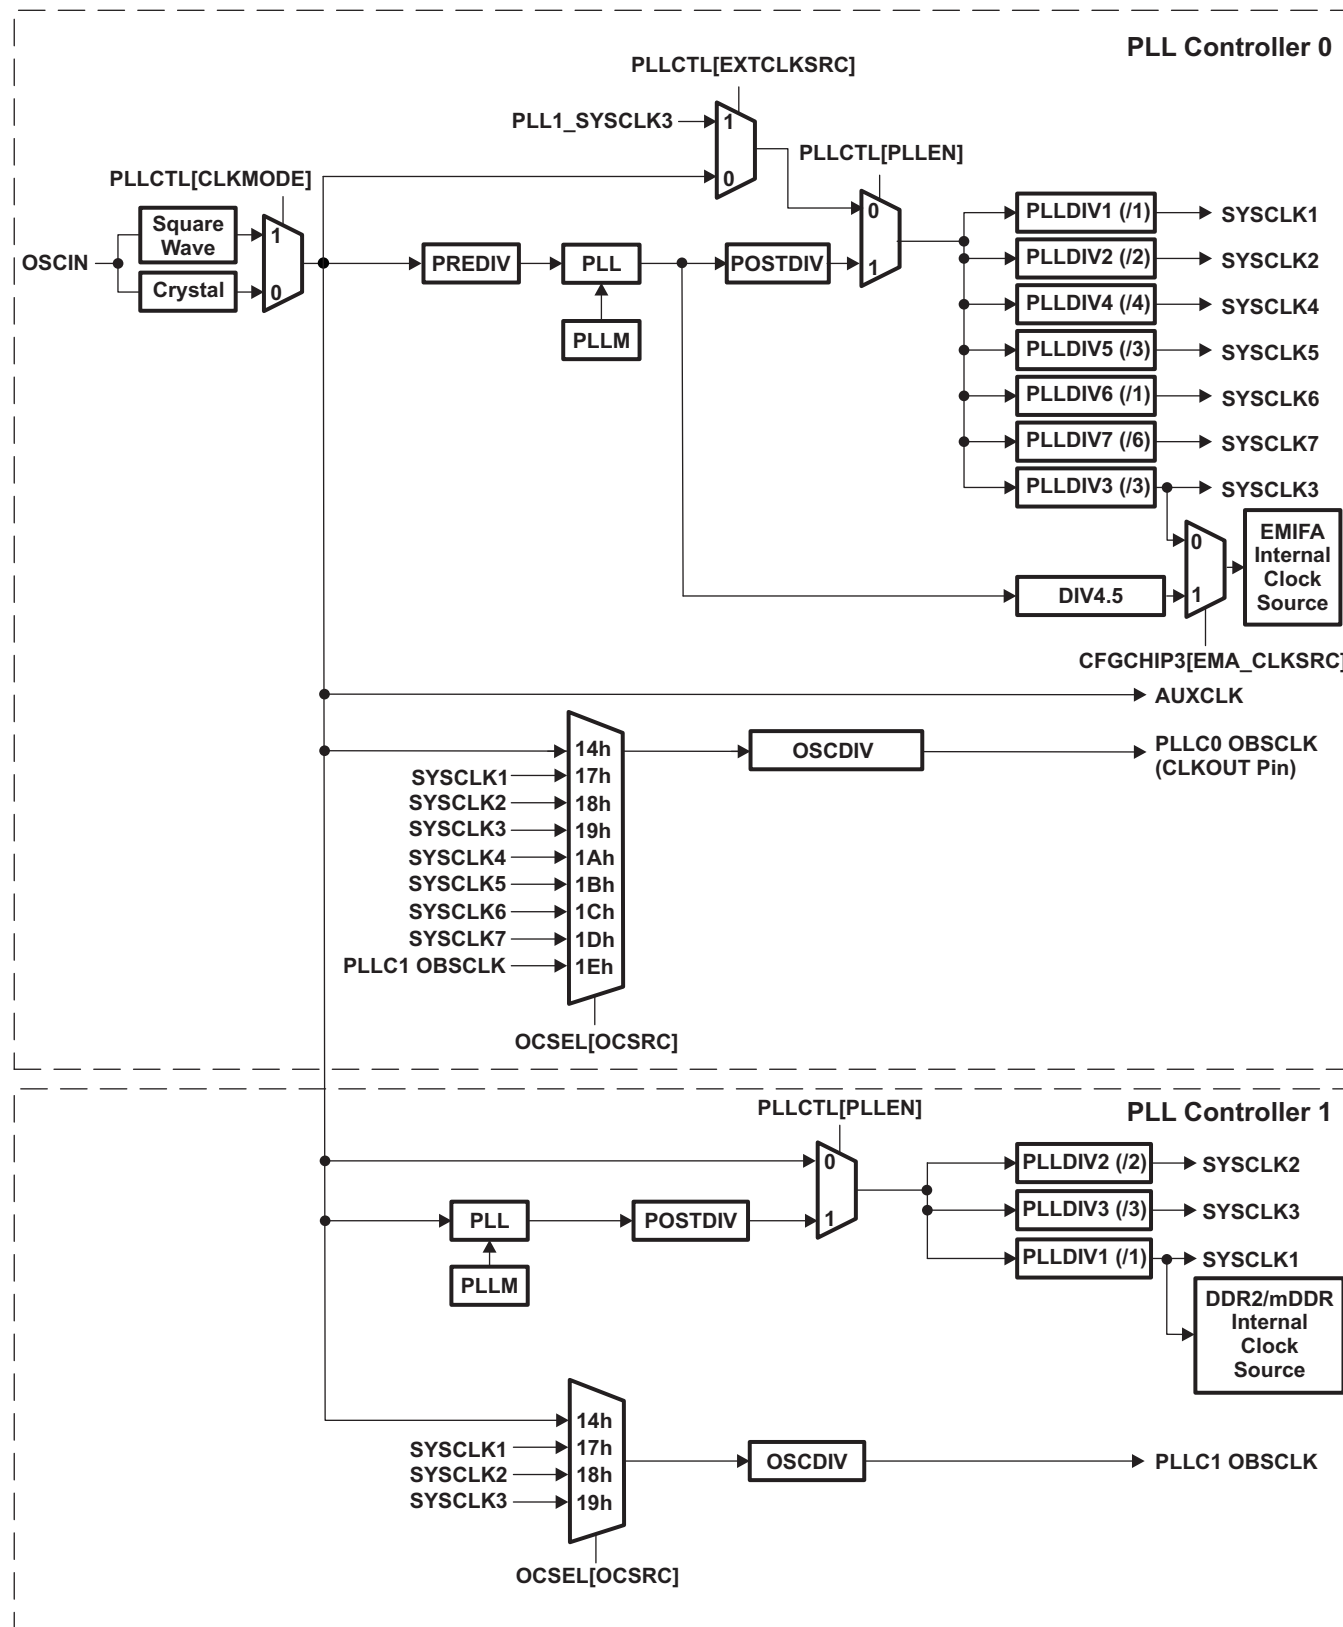 PLL Controller 0
PLLCTL[EXTCLKSRC]
PLL1_SYSCLK3
1
0
PLLCTL[PLLEN]
0
1
PLLCTL[CLKMODE]
OSCIN
Square
Wave
Crystal
1
0
PREDIV
PLL
PLLM
POSTDIV
PLLDIV1 (/1)
SYSCLK1
PLLDIV2 (/2)
SYSCLK2
PLLDIV4 (/4)
SYSCLK4
PLLDIV5 (/3)
SYSCLK5
PLLDIV6 (/1)
SYSCLK6
PLLDIV7 (/6)
SYSCLK7
PLLDIV3 (/3)
SYSCLK3
DIV4.5
0
1
EMIFA
Internal
Clock
Source
CFGCHIP3[EMA_CLKSRC]
AUXCLK
14h
SYSCLK1
17h
SYSCLK2
18h
SYSCLK3
19h
SYSCLK4
1Ah
SYSCLK5
1Bh
SYSCLK6
1Ch
SYSCLK7
1Dh
PLLC1 OBSCLK
1Eh
OCSEL[OCSRC]
OSCDIV
PLLC0 OBSCLK
(CLKOUT Pin)
PLL Controller 1
PLLCTL[PLLEN]
0
1
PLL
PLLM
POSTDIV
PLLDIV2 (/2)
SYSCLK2
PLLDIV3 (/3)
SYSCLK3
PLLDIV1 (/1)
SYSCLK1
DDR2/mDDR
Internal
Clock
Source
14h
SYSCLK1
17h
SYSCLK2
18h
SYSCLK3
19h
OCSEL[OCSRC]
OSCDIV
PLLC1 OBSCLK